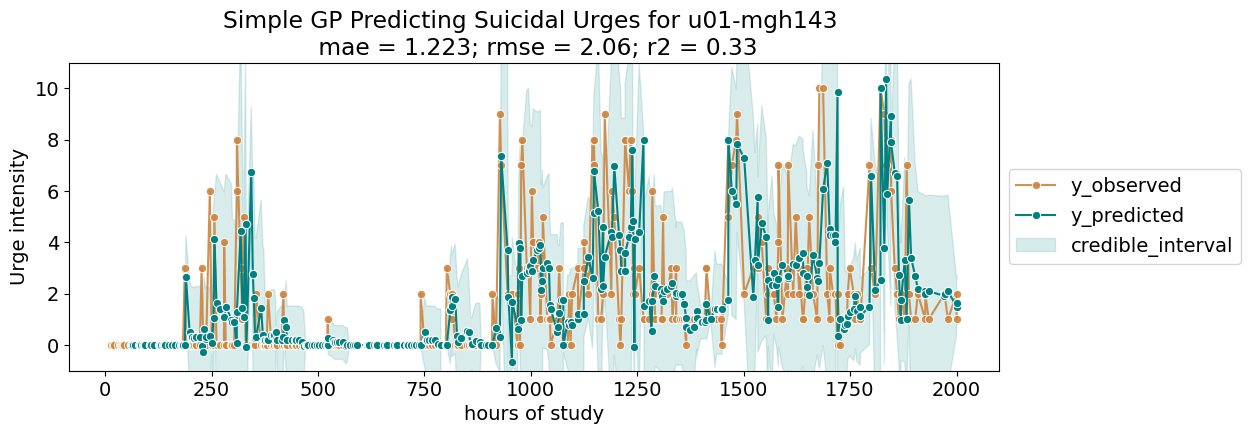 Simple GP Predicting Suicidal Urges for u01-mgh143
mae = 1.223; rmse = 2.06; r2 = 0.33
Urge intensity
10
8
6
4
2
0
0 250 500 750 1000 1250 1500 1750 2000
hours of study
y_observed
y_predicted
credible_interval